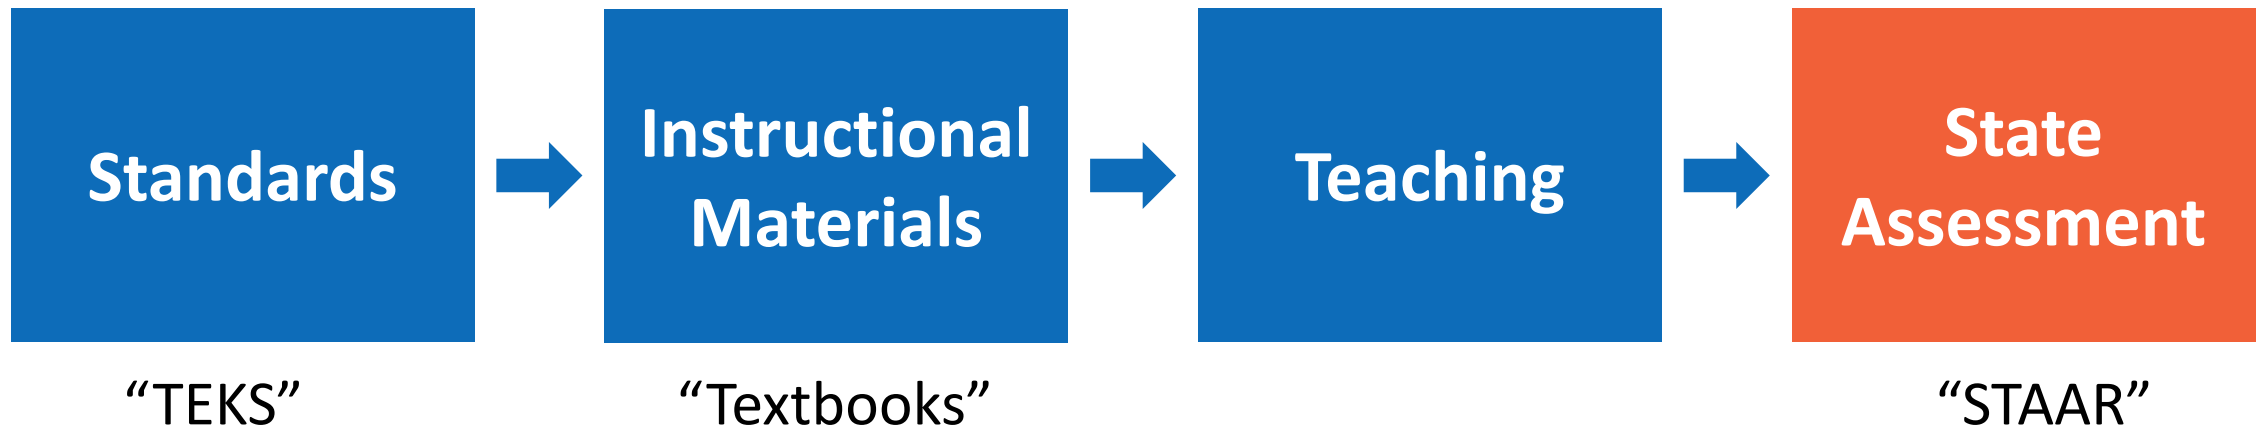 Standards
Instructional
Materials
Teaching
State
Assessment
“TEKS”
“Textbooks”
“STAAR”